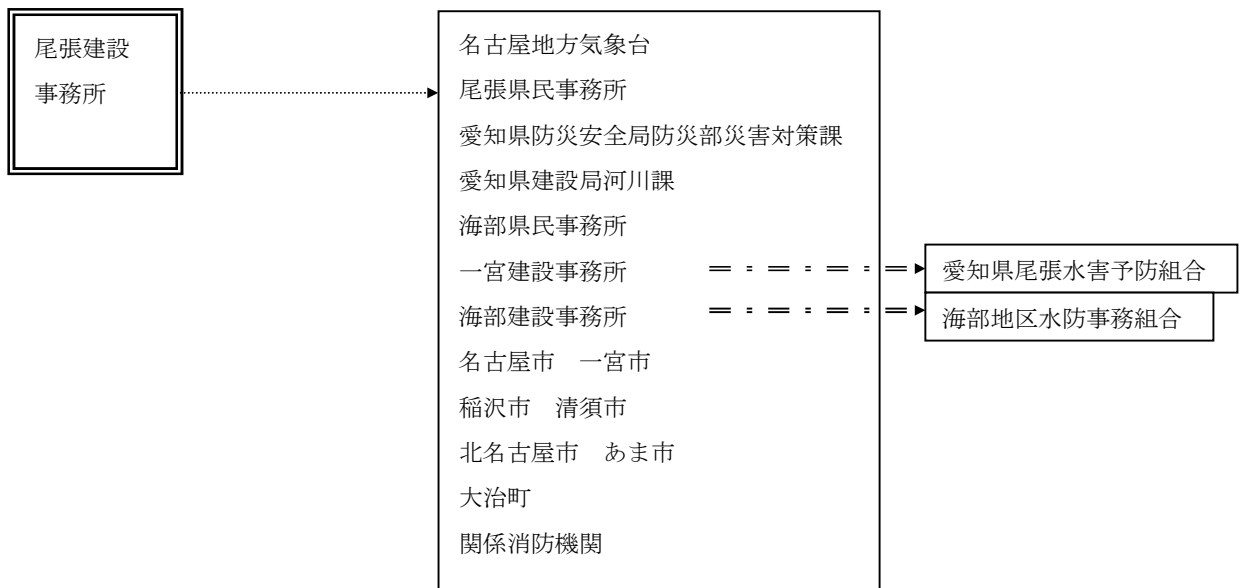 尾張建設
事務所
名古屋地方気象台
尾張県民事務所
愛知県防災安全局防災部災害対策課
愛知県建設局河川課
海部県民事務所
一宮建設事務所
愛知県尾張水害予防組合
海部建設事務所
海部地区水防事務組合
名古屋市　一宮市
稲沢市　清須市
北名古屋市　あま市
大治町
関係消防機関